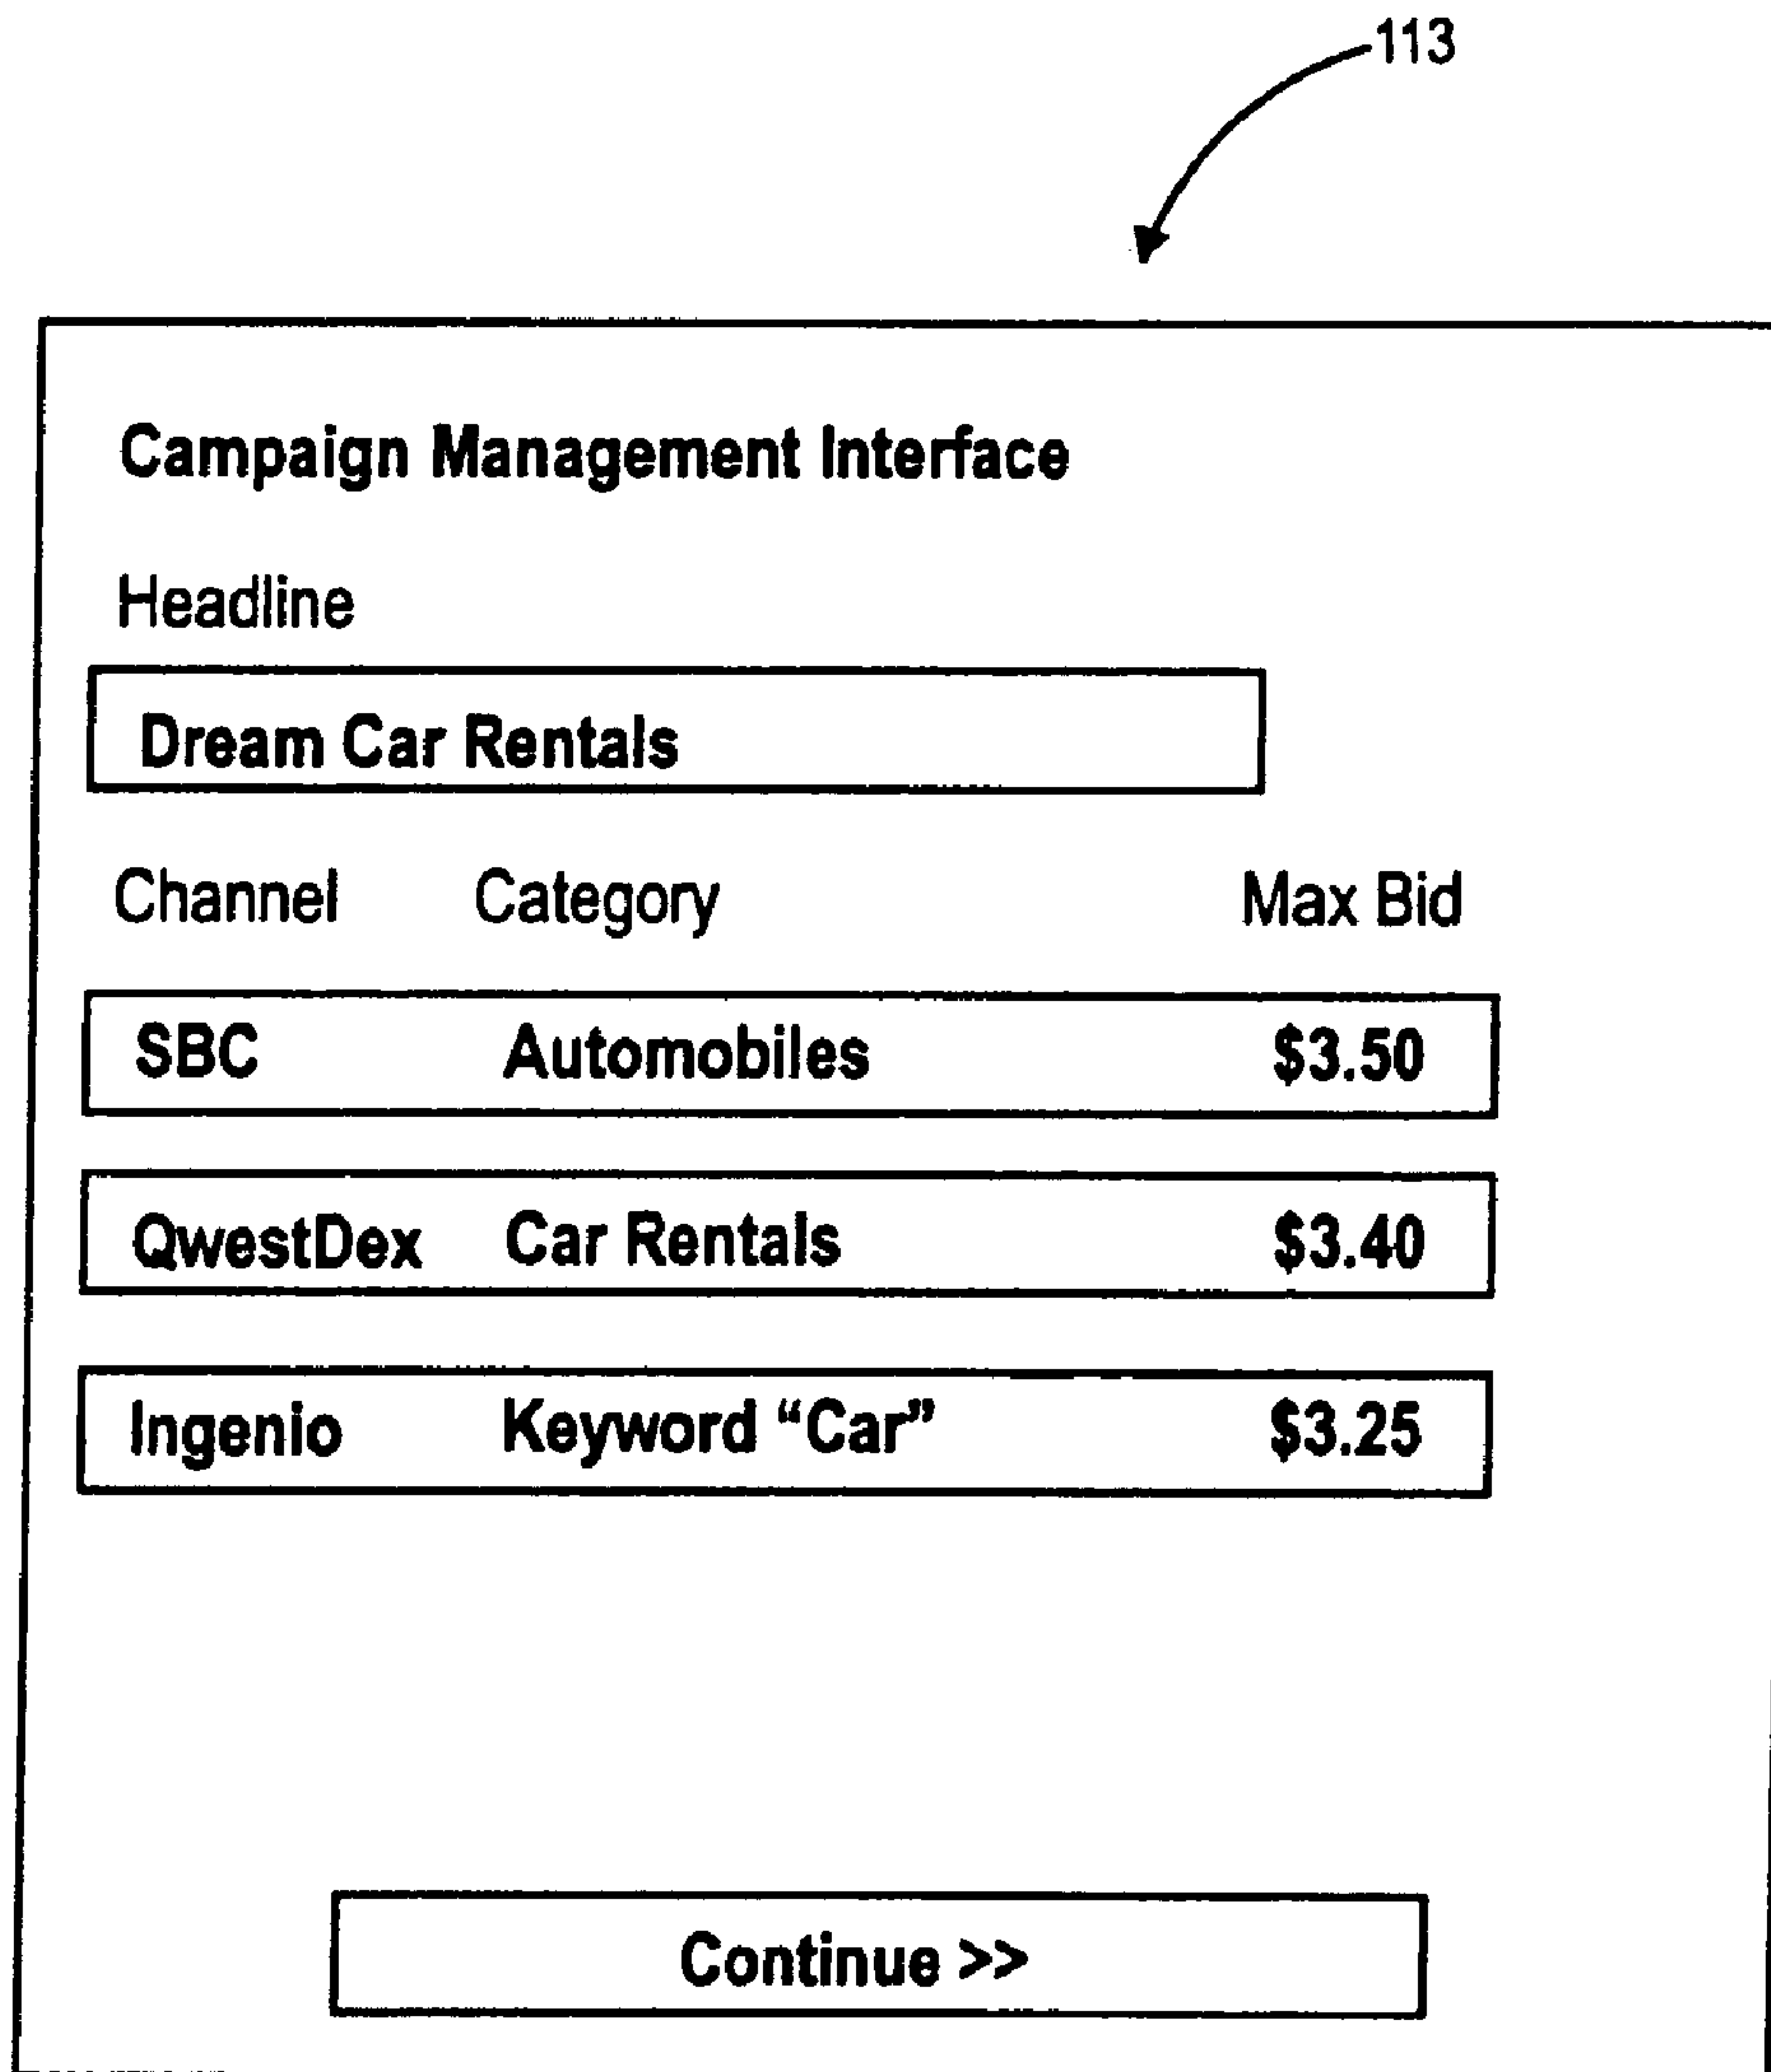 113
Campaign Management Interface
Headline
Dream Car Rentals
Channel Category Max Bid
SBC Automobiles $3.50
QwestDex Car Rentals $3.40
Ingenio Keyword “Car” $3.25
Continue >>